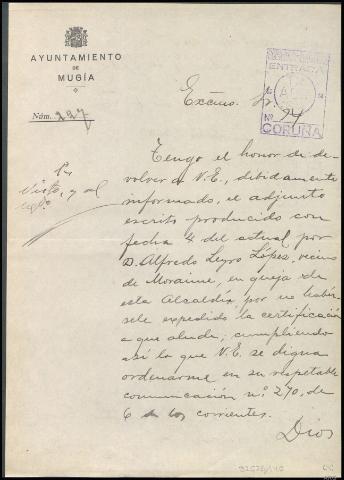 AYUNTAMIENTO
DE
MUGÍA
Núm. 227
ENTRADA
Nº 94
CORUÑA
Excmo. Sr.
Visto, y al
Tengo el honor de de-
volver a V.E., debidamente
informado, el adjunto
escrito producido con
fecha 4 del actual por
D. Alfredo Leyro López, vecino
de Moraime, en queja de
esta Alcaldía por no habér-
sele expedido la certificación
a que alude; cumpliendo
así lo que V.E. se digna
ordenarme en su respetable
comunicación nº 270, de
6 de los corrientes.
Dios